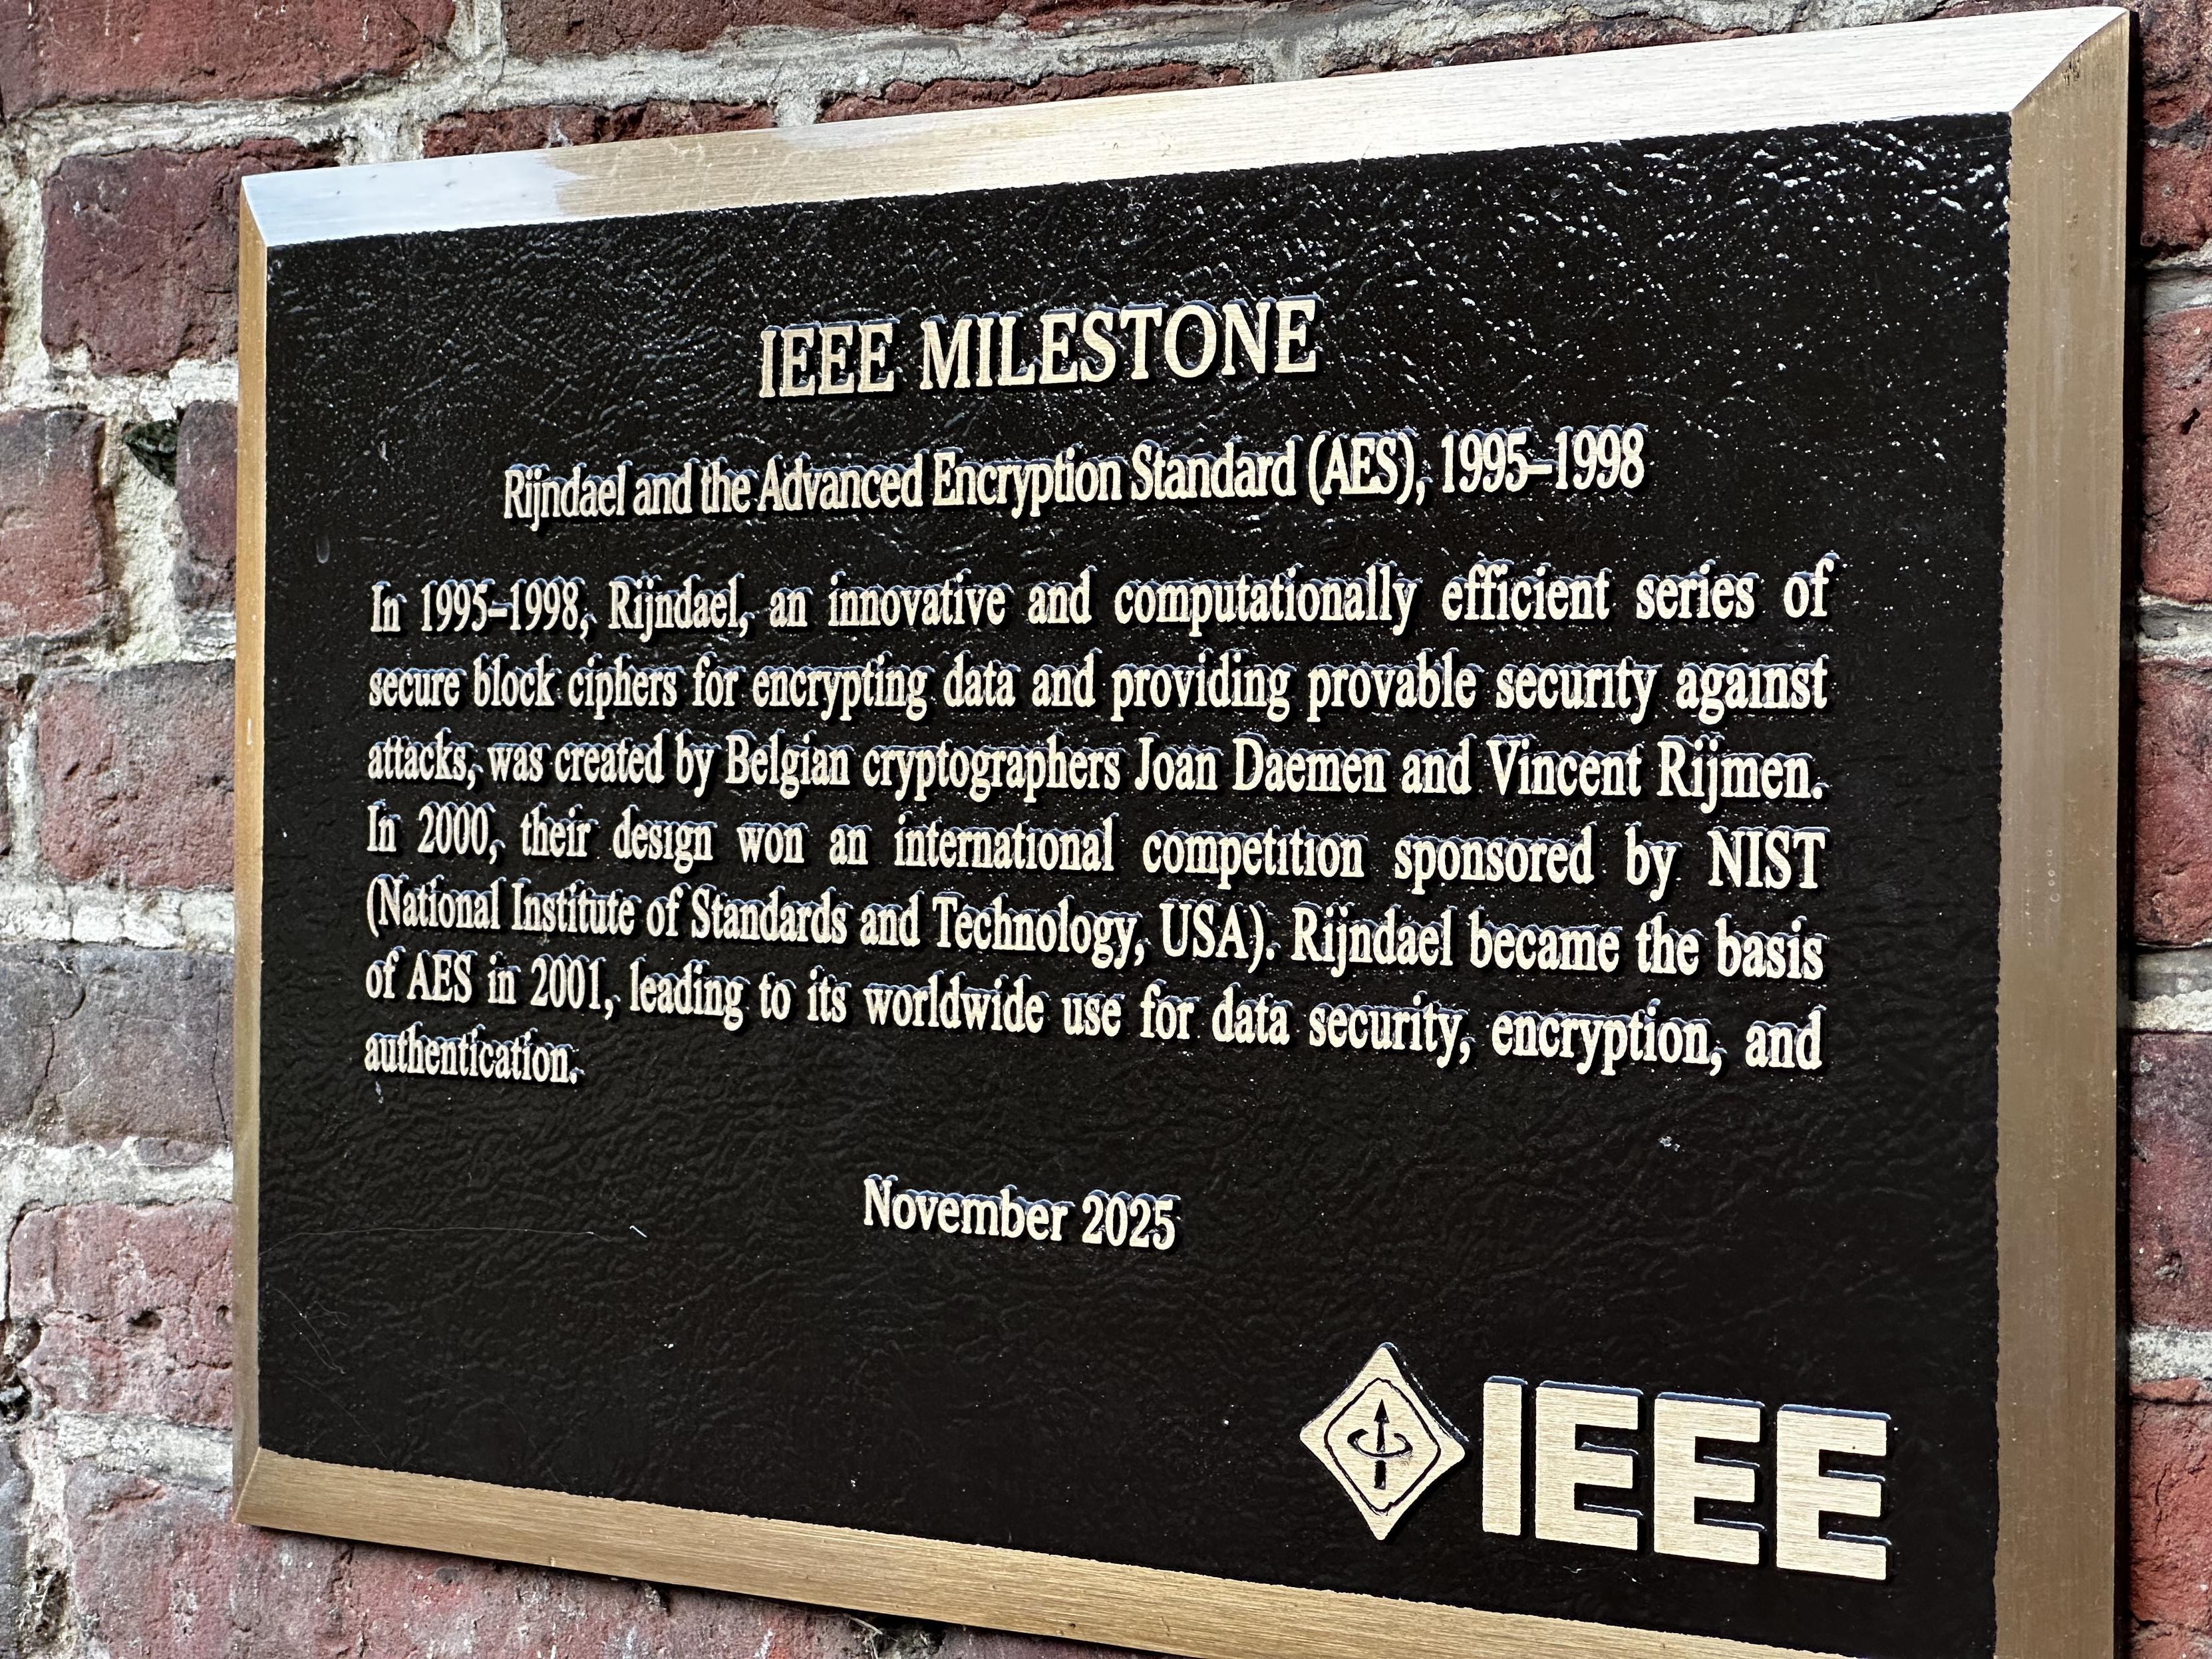 IEEE MILESTONE
Rijndael and the Advanced Encryption Standard (AES), 1995–1998
In 1995–1998, Rijndael, an innovative and computationally efficient series of
secure block ciphers for encrypting data and providing provable security against
attacks, was created by Belgian cryptographers Joan Daemen and Vincent Rijmen.
In 2000, their design won an international competition sponsored by NIST
(National Institute of Standards and Technology, USA). Rijndael became the basis
of AES in 2001, leading to its worldwide use for data security, encryption, and
authentication.
November 2025
IEEE